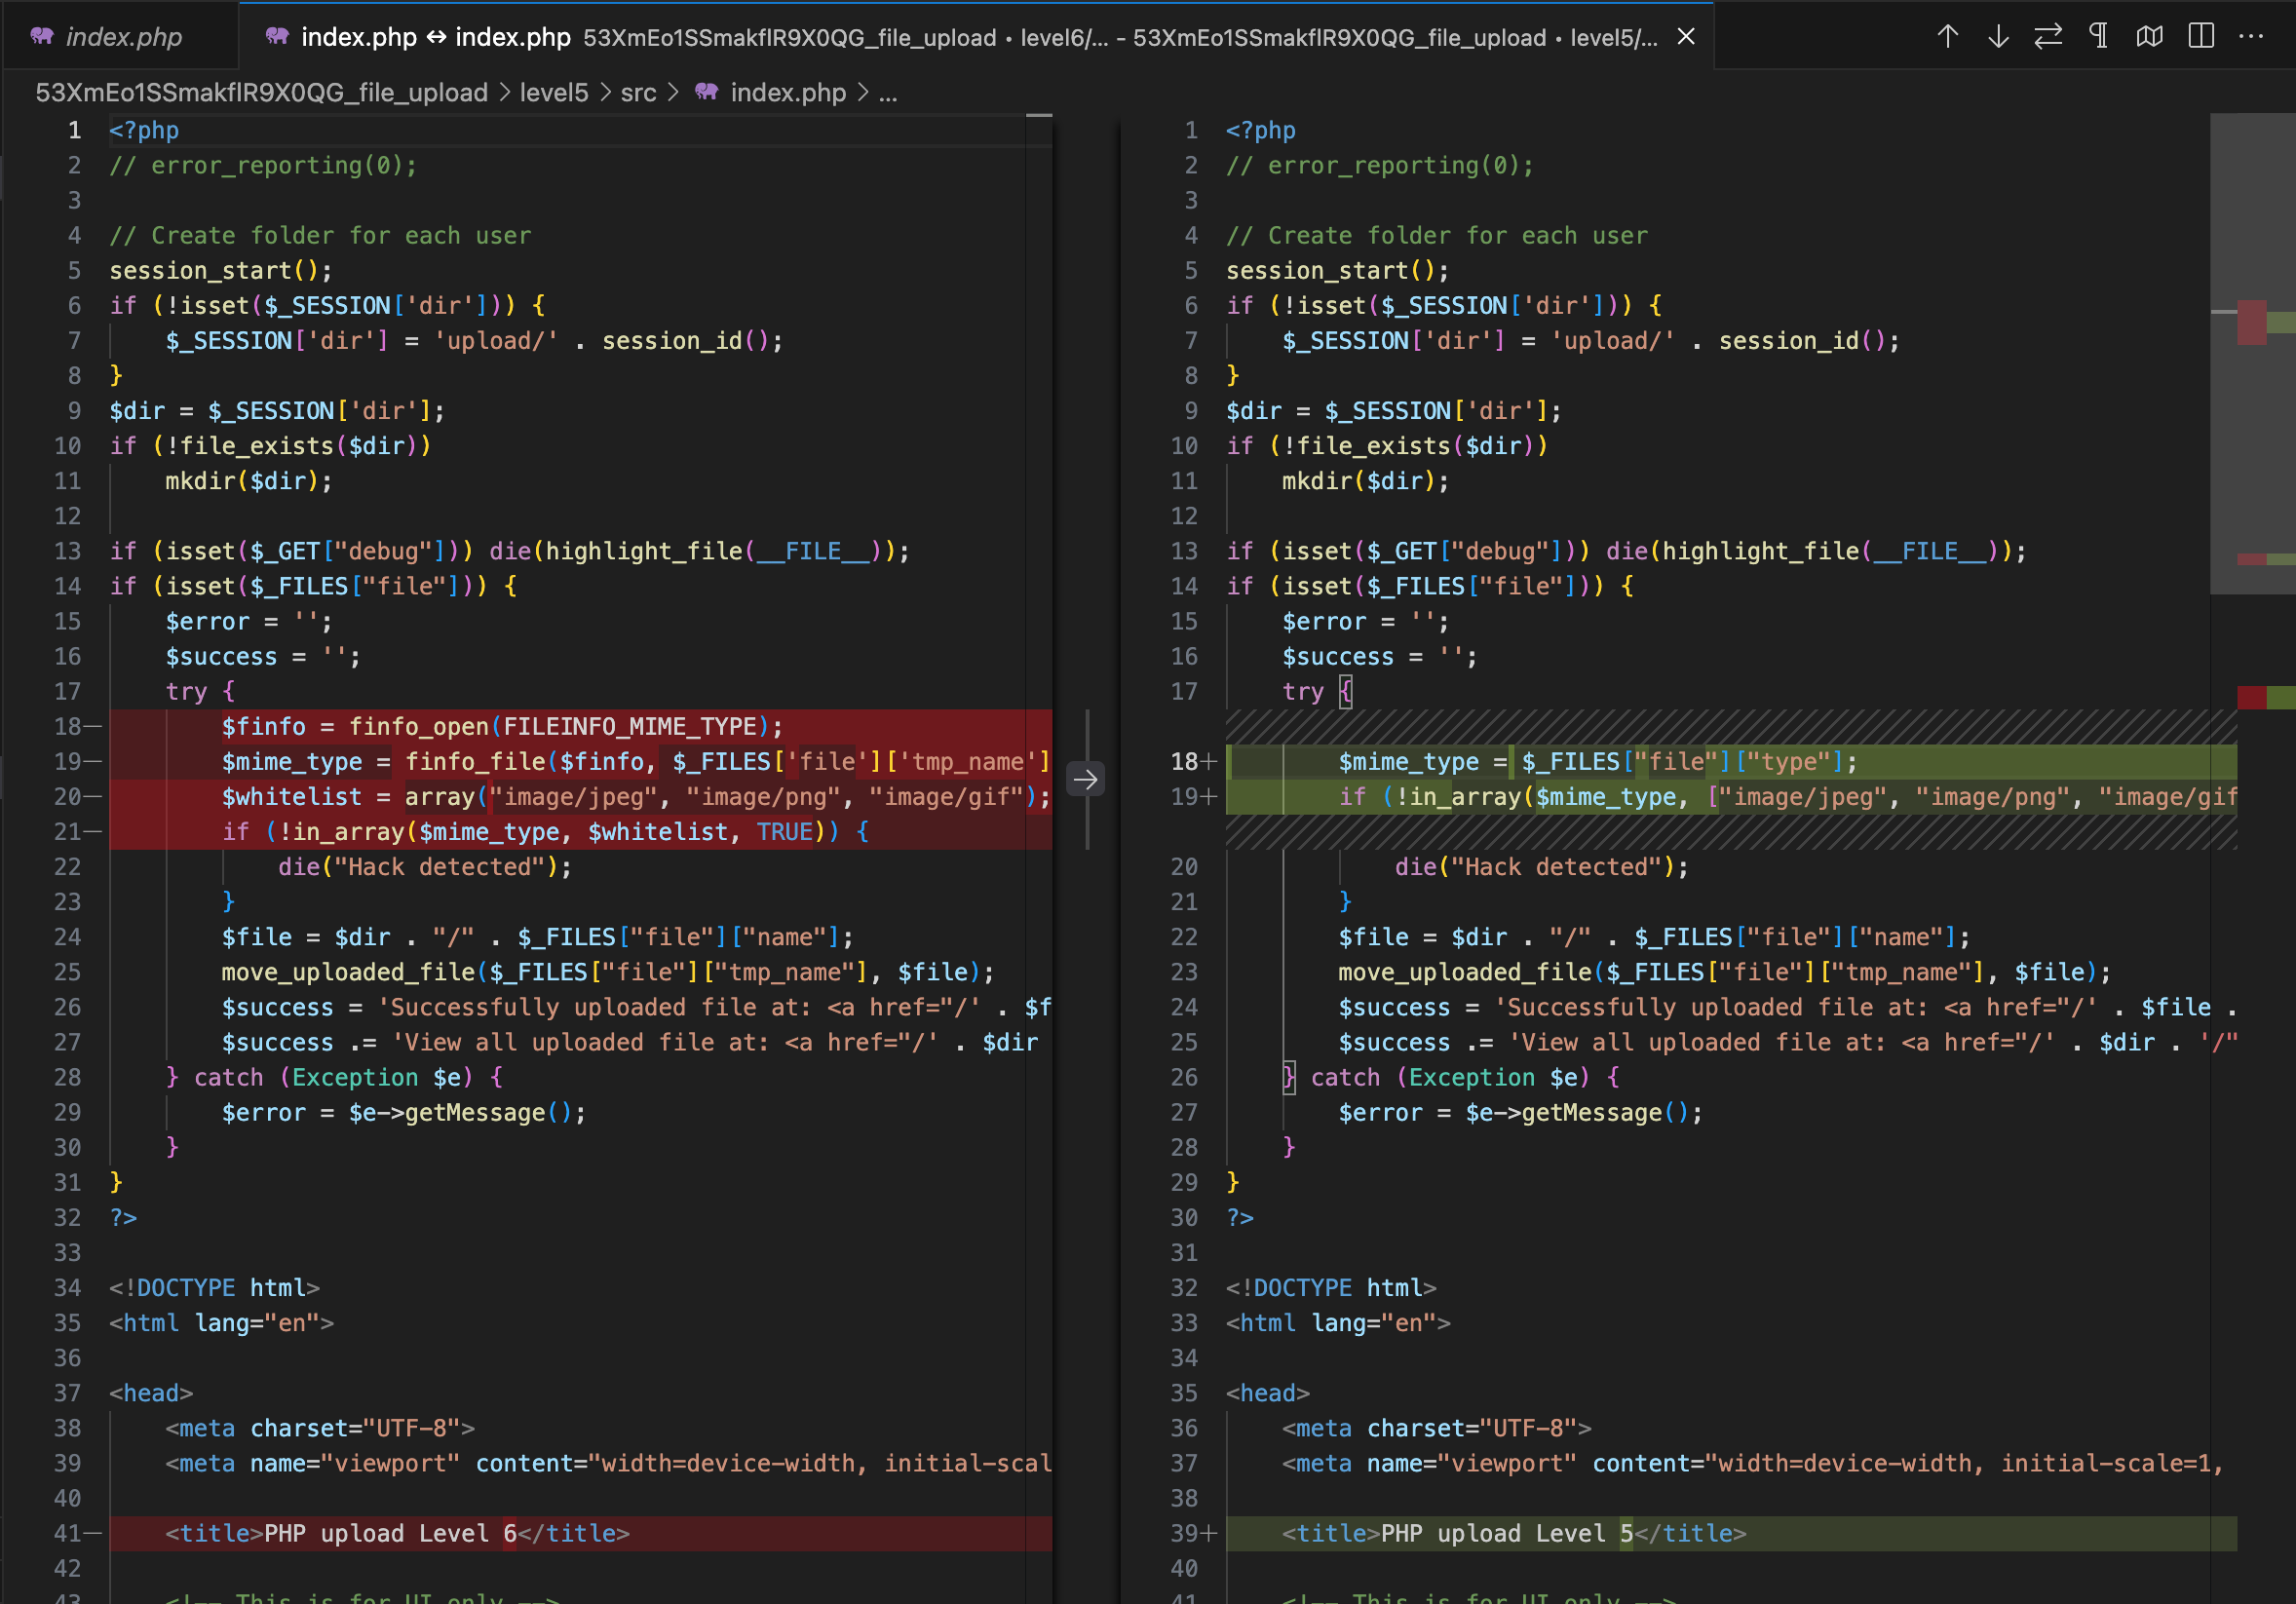 index.php
index.php ↔ index.php 53XmEo1SSmakflR9X0QG_file_upload • level6/... – 53XmEo1SSmakflR9X0QG_file_upload • level5/...
53XmEo1SSmakflR9X0QG_file_upload > level5 > src > index.php > ...
1 <?php
2 // error_reporting(0);
3
4 // Create folder for each user
5 session_start();
6 if (!isset($_SESSION['dir'])) {
7     $_SESSION['dir'] = 'upload/' . session_id();
8 }
9 $dir = $_SESSION['dir'];
10 if (!file_exists($dir))
11     mkdir($dir);
12
13 if (isset($_GET["debug"])) die(highlight_file(__FILE__));
14 if (isset($_FILES["file"])) {
15     $error = '';
16     $success = '';
17     try {
18—         $finfo = finfo_open(FILEINFO_MIME_TYPE);
19—         $mime_type = finfo_file($finfo, $_FILES['file']['tmp_name']
20—         $whitelist = array("image/jpeg", "image/png", "image/gif");
21—         if (!in_array($mime_type, $whitelist, TRUE)) {
22             die("Hack detected");
23         }
24         $file = $dir . "/" . $_FILES["file"]["name"];
25         move_uploaded_file($_FILES["file"]["tmp_name"], $file);
26         $success = 'Successfully uploaded file at: <a href="/' . $f
27         $success .= 'View all uploaded file at: <a href="/' . $dir
28     } catch (Exception $e) {
29         $error = $e->getMessage();
30     }
31 }
32 ?>
33
34 <!DOCTYPE html>
35 <html lang="en">
36
37 <head>
38     <meta charset="UTF-8">
39     <meta name="viewport" content="width=device-width, initial-scal
40
41—     <title>PHP upload Level 6</title>
42
43     <!-- This is for UI only -->
1 <?php
2 // error_reporting(0);
3
4 // Create folder for each user
5 session_start();
6 if (!isset($_SESSION['dir'])) {
7     $_SESSION['dir'] = 'upload/' . session_id();
8 }
9 $dir = $_SESSION['dir'];
10 if (!file_exists($dir))
11     mkdir($dir);
12
13 if (isset($_GET["debug"])) die(highlight_file(__FILE__));
14 if (isset($_FILES["file"])) {
15     $error = '';
16     $success = '';
17     try {
18+         $mime_type = $_FILES["file"]["type"];
19+         if (!in_array($mime_type, ["image/jpeg", "image/png", "image/gif
20             die("Hack detected");
21         }
22         $file = $dir . "/" . $_FILES["file"]["name"];
23         move_uploaded_file($_FILES["file"]["tmp_name"], $file);
24         $success = 'Successfully uploaded file at: <a href="/' . $file .
25         $success .= 'View all uploaded file at: <a href="/' . $dir . '/"
26     } catch (Exception $e) {
27         $error = $e->getMessage();
28     }
29 }
30 ?>
31
32 <!DOCTYPE html>
33 <html lang="en">
34
35 <head>
36     <meta charset="UTF-8">
37     <meta name="viewport" content="width=device-width, initial-scale=1,
38
39+     <title>PHP upload Level 5</title>
40
41     <!-- This is for UI only -->